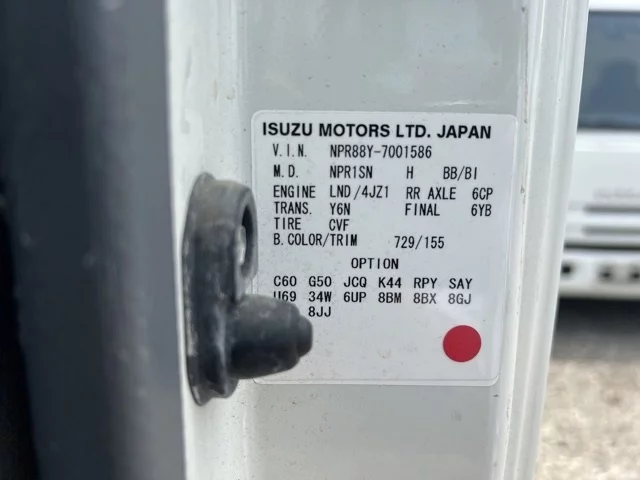 ISUZU MOTORS LTD. JAPAN
V.I.N. NPR88Y-7001586
M.D. NPR1SN H BB/BI
ENGINE LND/4JZ1 RR AXLE 6CP
TRANS. Y6N FINAL 6YB
TIRE CVF
B.COLOR/TRIM 729/155
OPTION
C60 G50 JCQ K44 RPY SAY
U69 34W 6UP 8BM 8BX 8GJ
8JJ